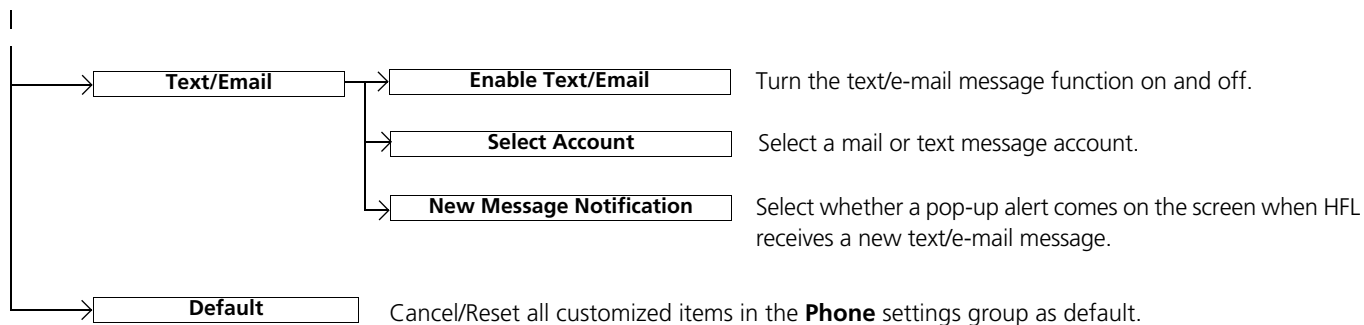 Text/Email
Enable Text/Email
Turn the text/e-mail message function on and off.
Select Account
Select a mail or text message account.
New Message Notification
Select whether a pop-up alert comes on the screen when HFL
receives a new text/e-mail message.
Default
Cancel/Reset all customized items in the Phone settings group as default.